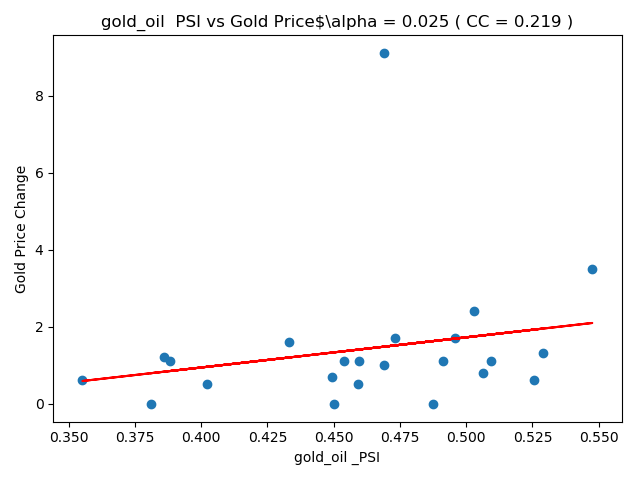 gold_oil  PSI vs Gold Price$\alpha = 0.025 ( CC = 0.219 )
8
6
4
2
0
Gold Price Change
0.350 0.375 0.400 0.425 0.450 0.475 0.500 0.525 0.550
gold_oil _PSI